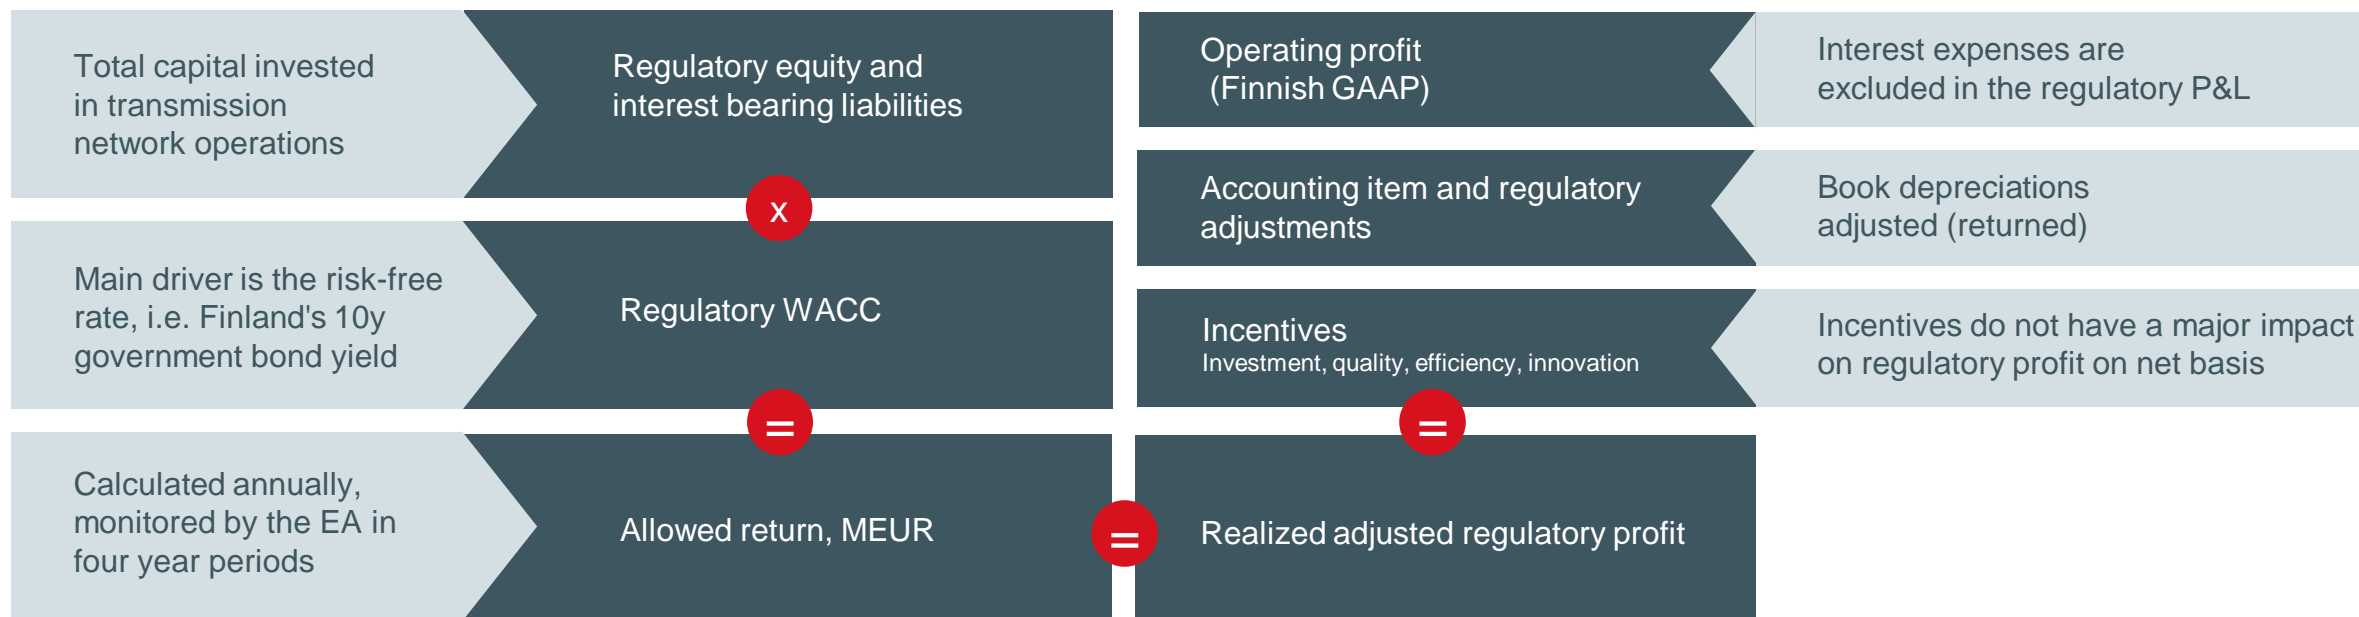 Total capital invested
in transmission
network operations
Regulatory equity and
interest bearing liabilities
x
Main driver is the risk-free
rate, i.e. Finland's 10y
government bond yield
Regulatory WACC
=
Calculated annually,
monitored by the EA in
four year periods
Allowed return, MEUR
=
Operating profit
(Finnish GAAP)
Interest expenses are
excluded in the regulatory P&L
Accounting item and regulatory
adjustments
Book depreciations
adjusted (returned)
Incentives
Investment, quality, efficiency, innovation
Incentives do not have a major impact
on regulatory profit on net basis
=
Realized adjusted regulatory profit